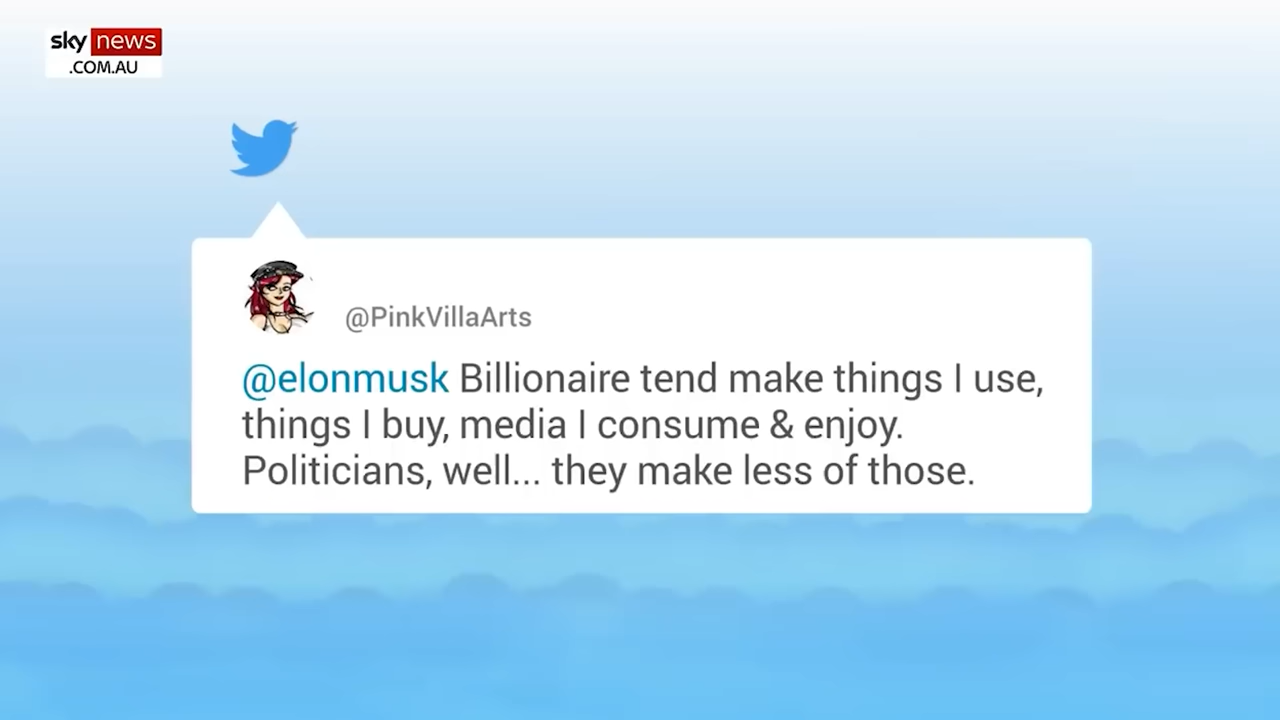 sky news
.COM.AU
@PinkVillaArts
@elonmusk Billionaire tend make things I use,
things I buy, media I consume & enjoy.
Politicians, well... they make less of those.